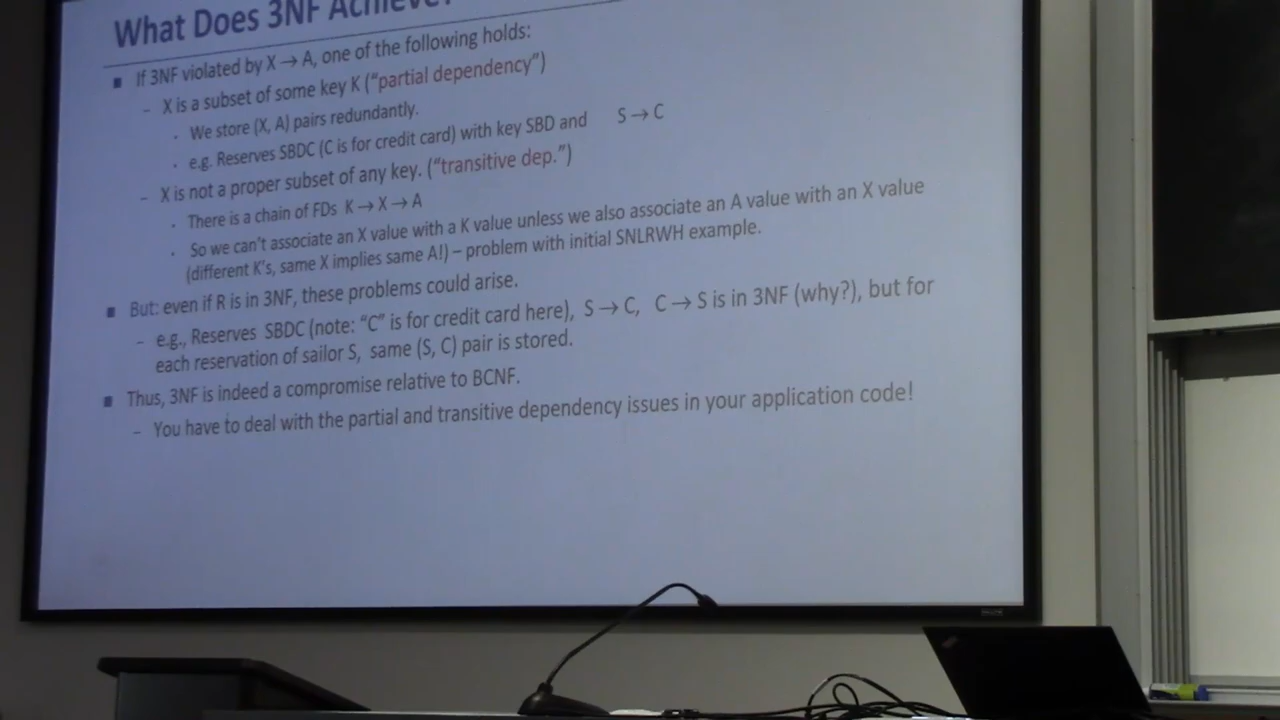 What Does 3NF Achieve?
▪ If 3NF violated by X → A, one of the following holds:
– X is a subset of some key K (“partial dependency”)
· We store (X, A) pairs redundantly.
· e.g. Reserves SBDC (C is for credit card) with key SBD and S → C
– X is not a proper subset of any key. (“transitive dep.”)
· There is a chain of FDs K → X → A
· So we can't associate an X value with a K value unless we also associate an A value with an X value
(different K's, same X implies same A!) – problem with initial SNLRWH example.
▪ But: even if R is in 3NF, these problems could arise.
– e.g., Reserves SBDC (note: “C” is for credit card here), S → C, C → S is in 3NF (why?), but for
each reservation of sailor S, same (S, C) pair is stored.
▪ Thus, 3NF is indeed a compromise relative to BCNF.
– You have to deal with the partial and transitive dependency issues in your application code!